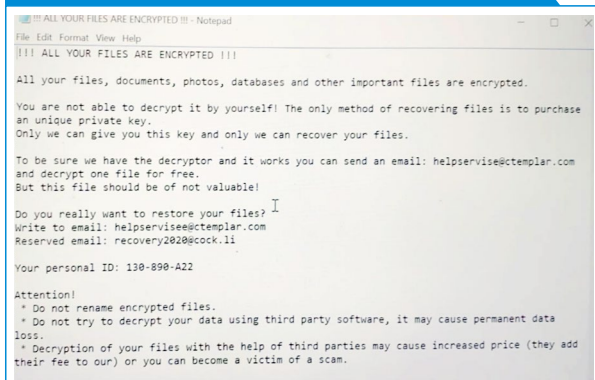 !!! ALL YOUR FILES ARE ENCRYPTED !!! - Notepad
File Edit Format View Help
!!! ALL YOUR FILES ARE ENCRYPTED !!!
All your files, documents, photos, databases and other important files are encrypted.
You are not able to decrypt it by yourself! The only method of recovering files is to purchase
an unique private key.
Only we can give you this key and only we can recover your files.
To be sure we have the decryptor and it works you can send an email: helpservise@ctemplar.com
and decrypt one file for free.
But this file should be of not valuable!
Do you really want to restore your files?
Write to email: helpservisee@ctemplar.com
Reserved email: recovery2020@cock.li
Your personal ID: 130-890-A22
Attention!
* Do not rename encrypted files.
* Do not try to decrypt your data using third party software, it may cause permanent data
loss.
* Decryption of your files with the help of third parties may cause increased price (they add
their fee to our) or you can become a victim of a scam.